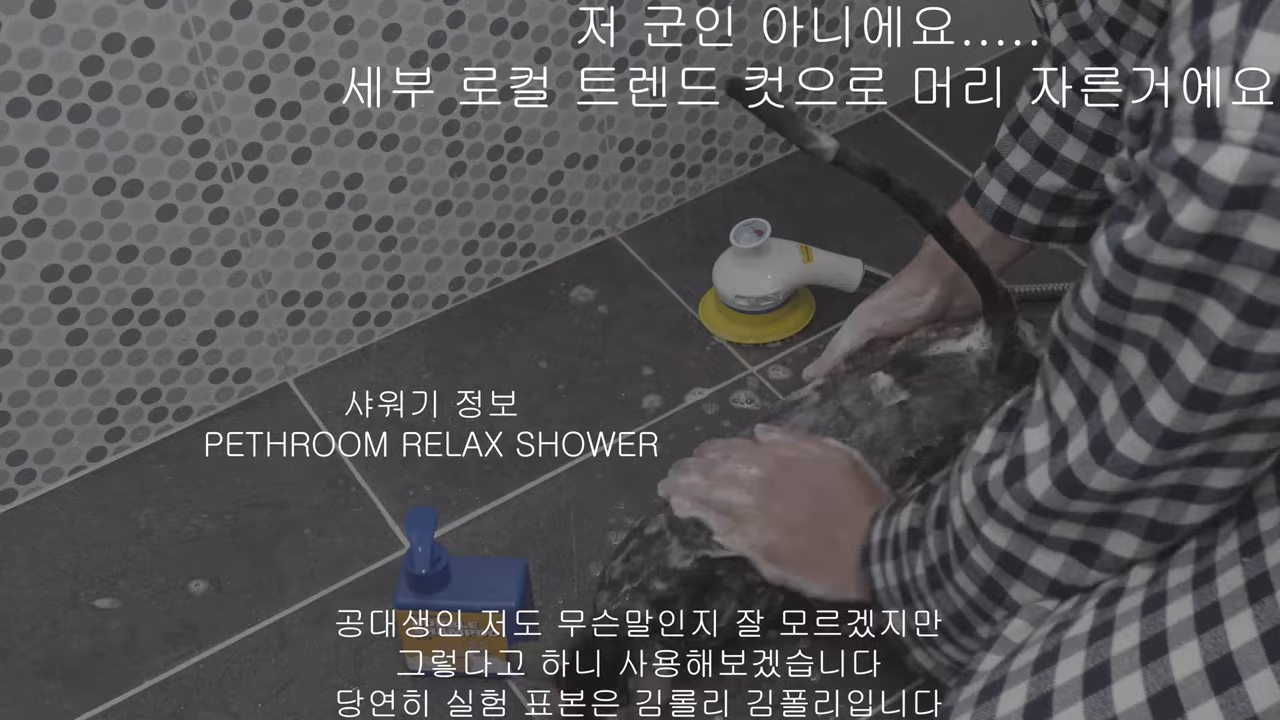 저 군인 아니에요.....
세부 로컬 트렌드 컷으로 머리 자른거에요
샤워기 정보
PETHROOM RELAX SHOWER
공대생인 저도 무슨말인지 잘 모르겠지만
그렇다고 하니 사용해보겠습니다
당연히 실험 표본은 김롤리 김폴리입니다